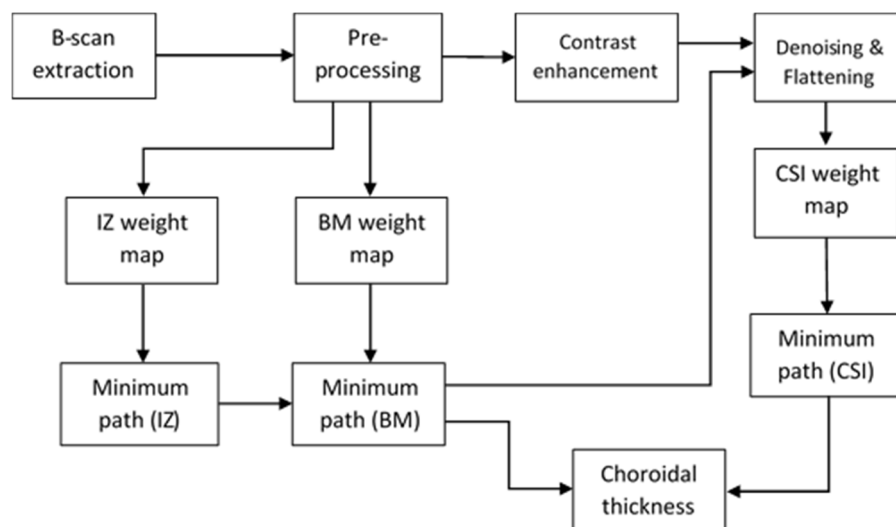 B-scan
extraction
Pre-
processing
Contrast
enhancement
Denoising &
Flattening
IZ weight
map
BM weight
map
CSI weight
map
Minimum
path (IZ)
Minimum
path (BM)
Minimum
path (CSI)
Choroidal
thickness